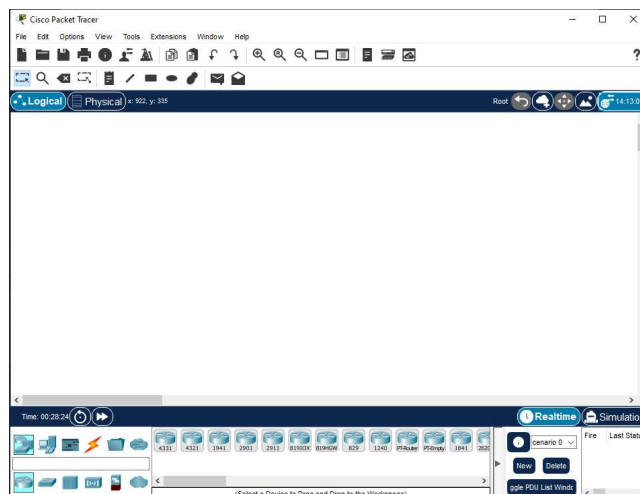 Cisco Packet Tracer
File Edit Options View Tools Extensions Window Help
?
Logical Physical x: 922, y: 335 Root 14:13:0
Time: 00:28:24 Realtime Simulatio
4331 4321 1941 2901 2911 819IOX 819HGW 829 1240 PT-Router PT-Empty 1841 2620
cenario 0 Fire Last Statu
New Delete
ggle PDU List Windc
(Select a Device to Drag and Drop to the Workspace)